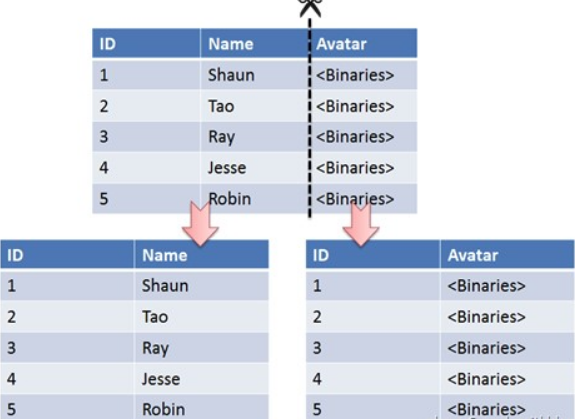 ID Name Avatar
1 Shaun <Binaries>
2 Tao <Binaries>
3 Ray <Binaries>
4 Jesse <Binaries>
5 Robin <Binaries>
ID Name
1 Shaun
2 Tao
3 Ray
4 Jesse
5 Robin
ID Avatar
1 <Binaries>
2 <Binaries>
3 <Binaries>
4 <Binaries>
5 <Binaries>